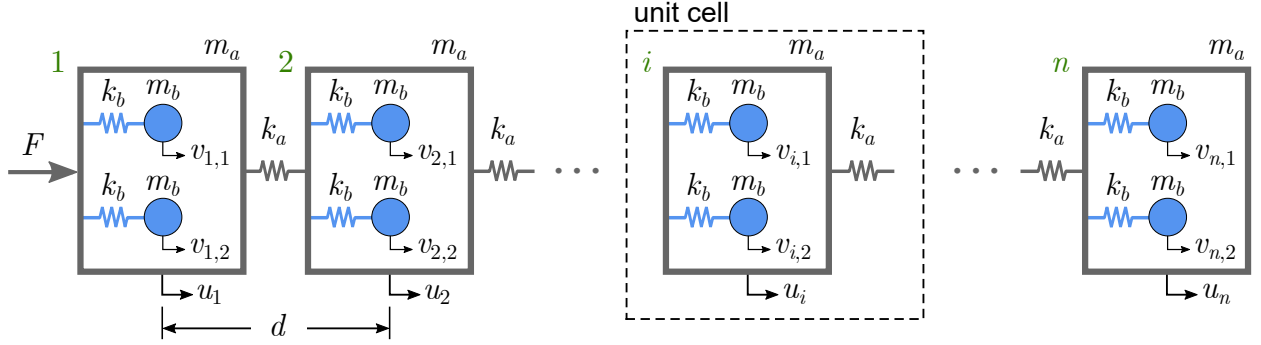 unit cell
1 m_a 2 m_a i m_a n m_a
k_b m_b k_b m_b k_b m_b k_b m_b
F v_{1,1} k_a v_{2,1} k_a ··· v_{i,1} k_a ··· k_a v_{n,1}
k_b m_b k_b m_b k_b m_b k_b m_b
v_{1,2} v_{2,2} v_{i,2} v_{n,2}
u_1 u_2 u_i u_n
d